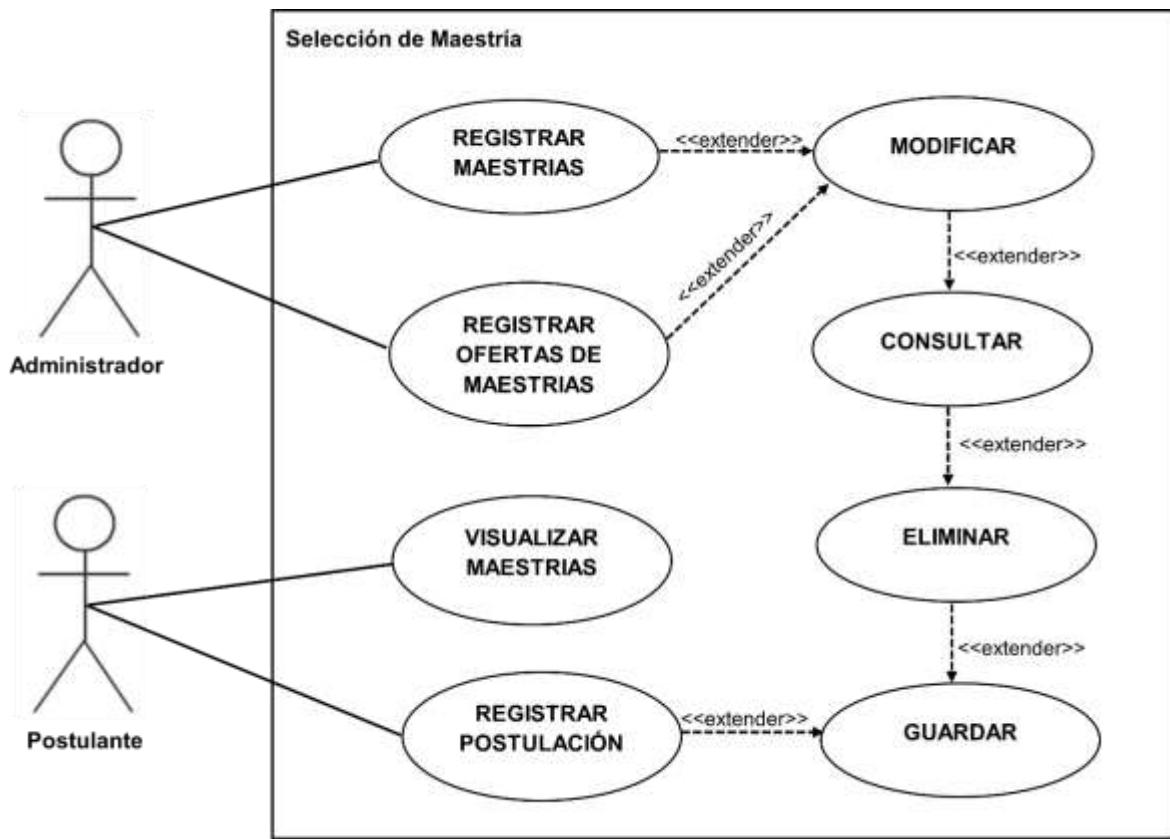 Selección de Maestría
REGISTRAR
MAESTRIAS
<<extender>>
MODIFICAR
<<extender>>
<<extender>>
Administrador
REGISTRAR
OFERTAS DE
MAESTRIAS
CONSULTAR
<<extender>>
VISUALIZAR
MAESTRIAS
ELIMINAR
<<extender>>
Postulante
REGISTRAR
POSTULACIÓN
<<extender>>
GUARDAR